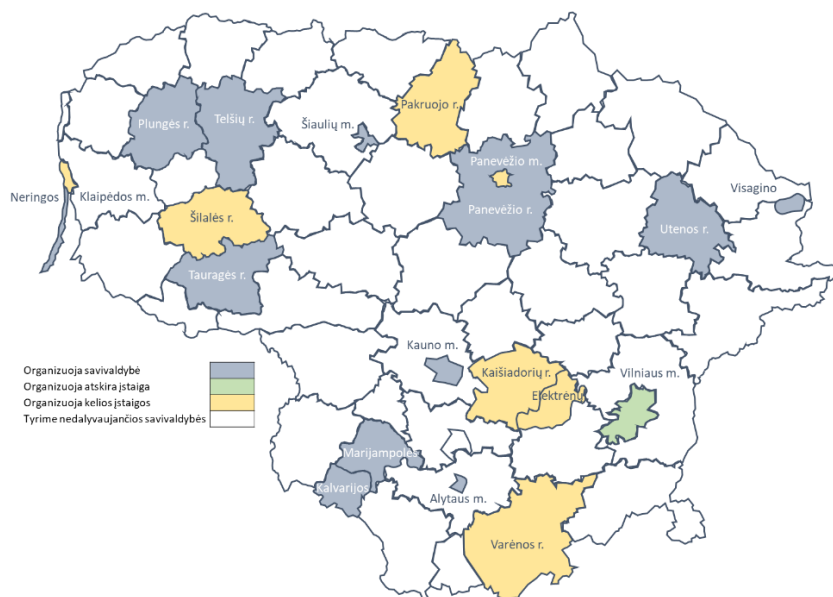 Pakruojo r.
Plungės r.
Telšių r.
Šiaulių m.
Panevėžio m.
Neringos
Klaipėdos m.
Visagino
Šilalės r.
Panevėžio r.
Utenos r.
Tauragės r.
Kauno m.
Kaišiadorių r.
Vilniaus m.
Elektrėnų
Organizuoja savivaldybė
Organizuoja atskira įstaiga
Organizuoja kelios įstaigos
Tyrime nedalyvaujančios savivaldybės
Marijampolės
Kalvarijos
Alytaus m.
Varėnos r.